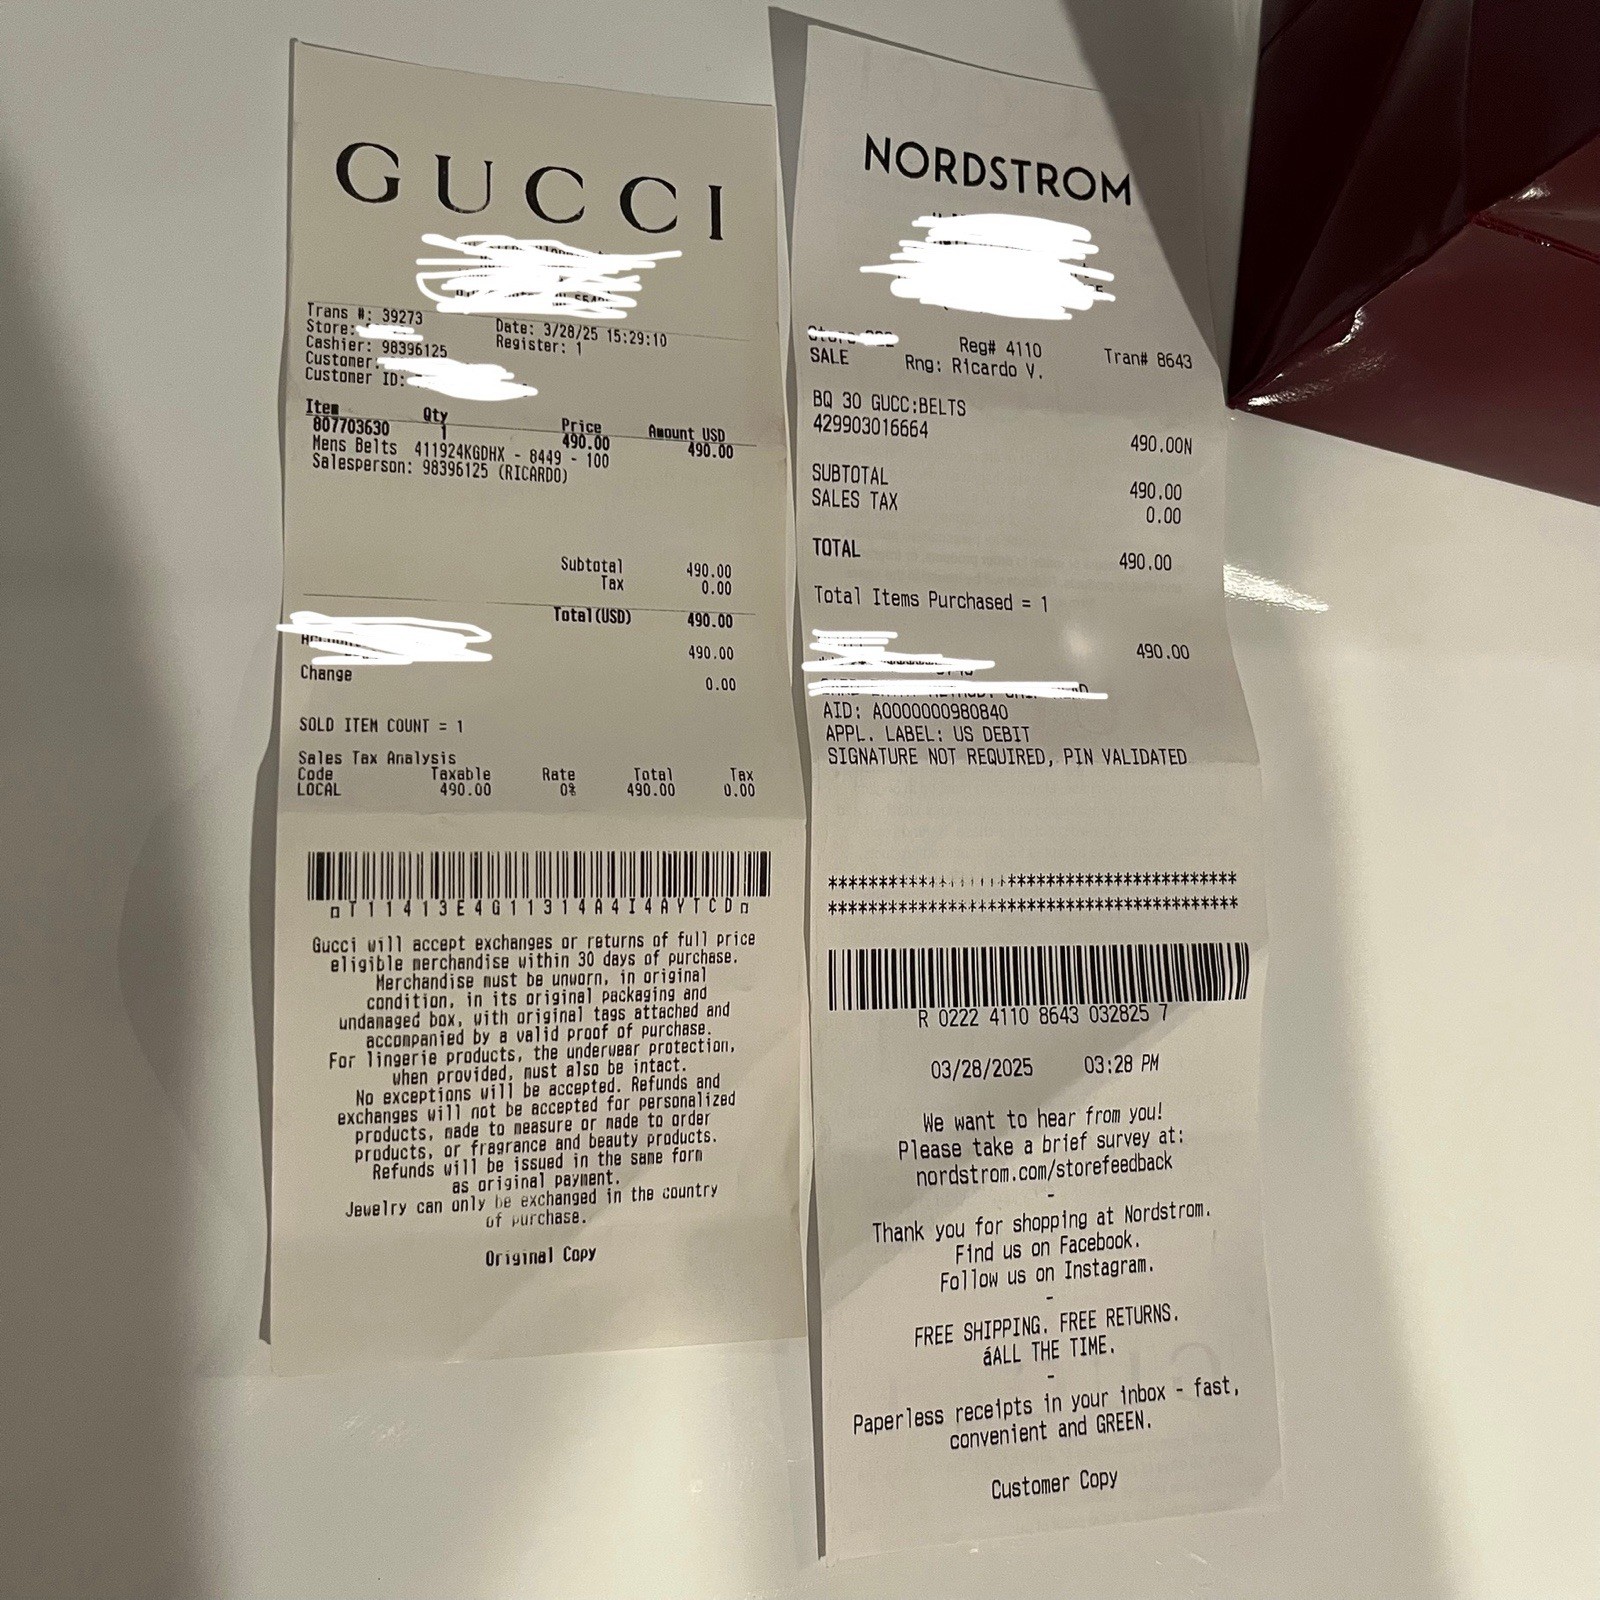 GUCCI
Trans #: 39273
Date: 3/28/25 15:29:10
Store:
Register: 1
Cashier: 98396125
Customer:
Customer ID:
Item Qty Price Amount USD
807703630 1 490.00 490.00
Mens Belts 411924KGDHX - 8449 - 100
Salesperson: 98396125 (RICARDO)
Subtotal 490.00
Tax 0.00
Total(USD) 490.00
490.00
Change 0.00
SOLD ITEM COUNT = 1
Sales Tax Analysis
Code Taxable Rate Total Tax
LOCAL 490.00 0% 490.00 0.00
T11413E4G11314A4I4AYTCD
Gucci will accept exchanges or returns of full price
eligible merchandise within 30 days of purchase.
Merchandise must be unworn, in original
condition, in its original packaging and
undamaged box, with original tags attached and
accompanied by a valid proof of purchase.
For lingerie products, the underwear protection,
when provided, must also be intact.
No exceptions will be accepted. Refunds and
exchanges will not be accepted for personalized
products, made to measure or made to order
products, or fragrance and beauty products.
Refunds will be issued in the same form
as original payment.
Jewelry can only be exchanged in the country
of purchase.
Original Copy
NORDSTROM
Reg# 4110 Tran# 8643
SALE Rng: Ricardo V.
BQ 30 GUCC:BELTS
429903016664 490.00N
SUBTOTAL 490.00
SALES TAX 0.00
TOTAL 490.00
Total Items Purchased = 1
490.00
AID: A0000000980840
APPL. LABEL: US DEBIT
SIGNATURE NOT REQUIRED, PIN VALIDATED
R 0222 4110 8643 032825 7
03/28/2025 03:28 PM
We want to hear from you!
Please take a brief survey at:
nordstrom.com/storefeedback
-
Thank you for shopping at Nordstrom.
Find us on Facebook.
Follow us on Instagram.
-
FREE SHIPPING. FREE RETURNS.
áALL THE TIME.
-
Paperless receipts in your inbox - fast,
convenient and GREEN.
Customer Copy